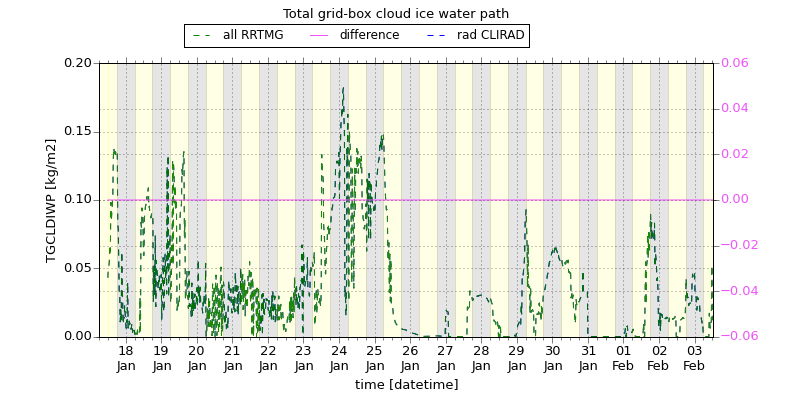 Total grid-box cloud ice water path
all RRTMG difference rad CLIRAD
0.20
0.15
0.10
0.05
0.00
TGCLDIWP [kg/m2]
0.06
0.04
0.02
0.00
−0.02
−0.04
−0.06
18 19 20 21 22 23 24 25 26 27 28 29 30 31 01 02 03
Jan Jan Jan Jan Jan Jan Jan Jan Jan Jan Jan Jan Jan Jan Feb Feb Feb
time [datetime]